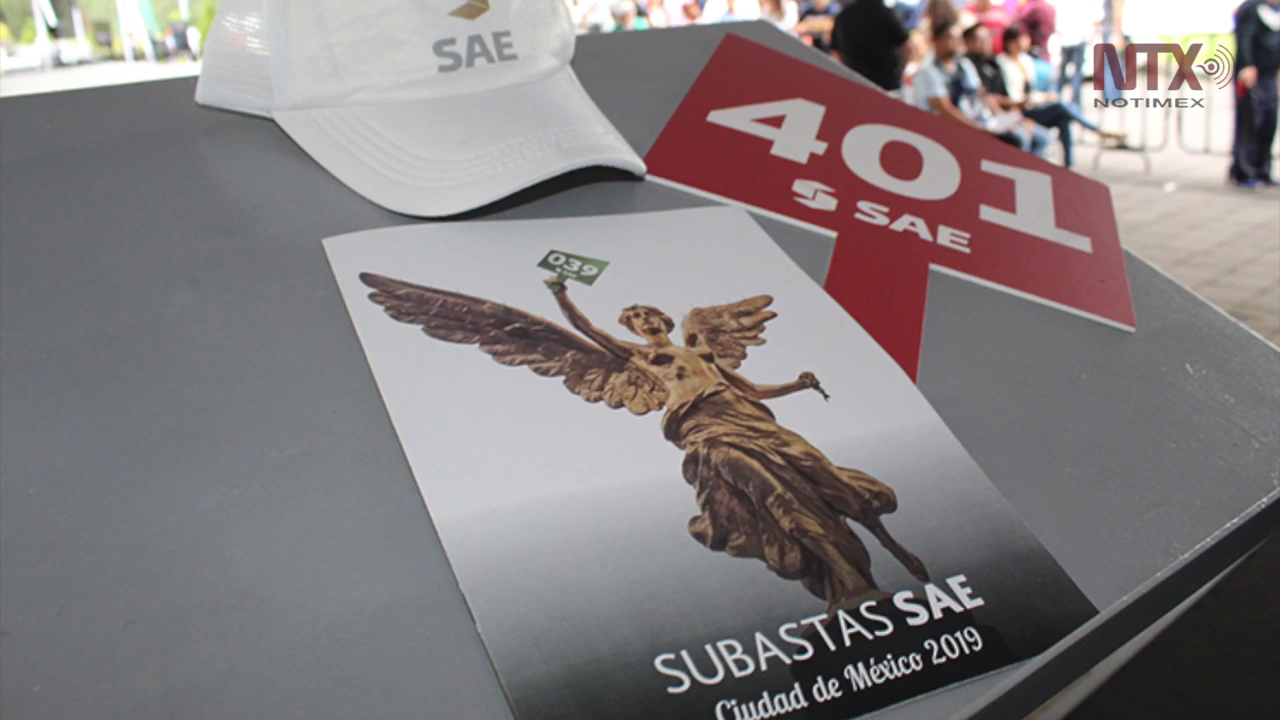 SAE
NTX
NOTIMEX
401
SAE
039
SUBASTAS SAE
Ciudad de México 2019